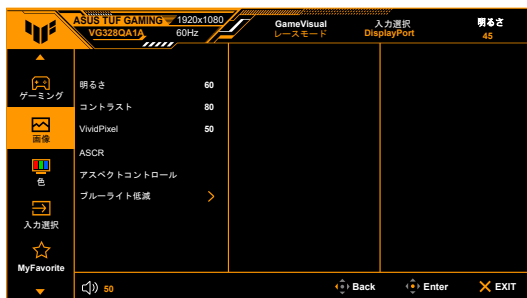 ASUS TUF GAMING 1920x1080
VG328QA1A 60Hz
GameVisual
レースモード
入力選択
DisplayPort
明るさ
45
ゲーミング
画像
色
入力選択
MyFavorite
明るさ 60
コントラスト 80
VividPixel 50
ASCR
アスペクトコントロール
ブルーライト低減
50
Back
Enter
EXIT